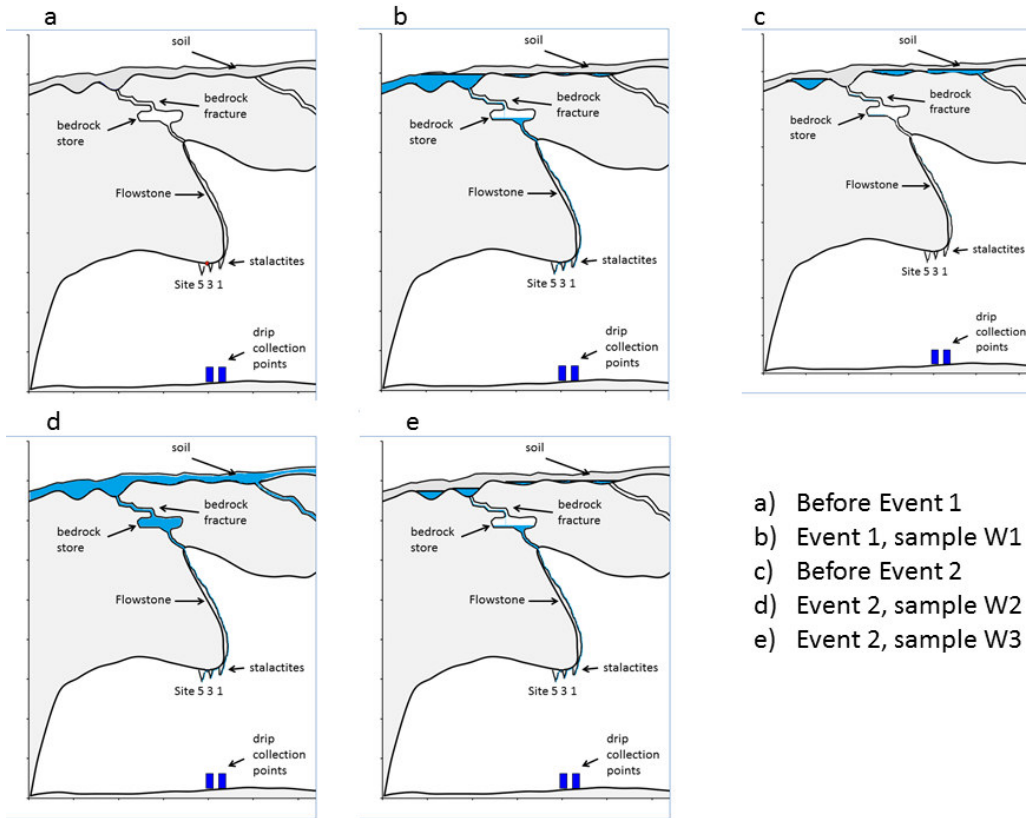 a
soil
bedrock
fracture
bedrock
store
Flowstone
stalactites
Site 5 3 1
drip
collection
points
b
soil
bedrock
fracture
bedrock
store
Flowstone
stalactites
Site 5 3 1
drip
collection
points
c
soil
bedrock
fracture
bedrock
store
Flowstone
stalactites
Site 5 3 1
drip
collection
points
d
soil
bedrock
fracture
bedrock
store
Flowstone
stalactites
Site 5 3 1
drip
collection
points
e
soil
bedrock
fracture
bedrock
store
Flowstone
stalactites
Site 5 3 1
drip
collection
points
a) Before Event 1
b) Event 1, sample W1
c) Before Event 2
d) Event 2, sample W2
e) Event 2, sample W3